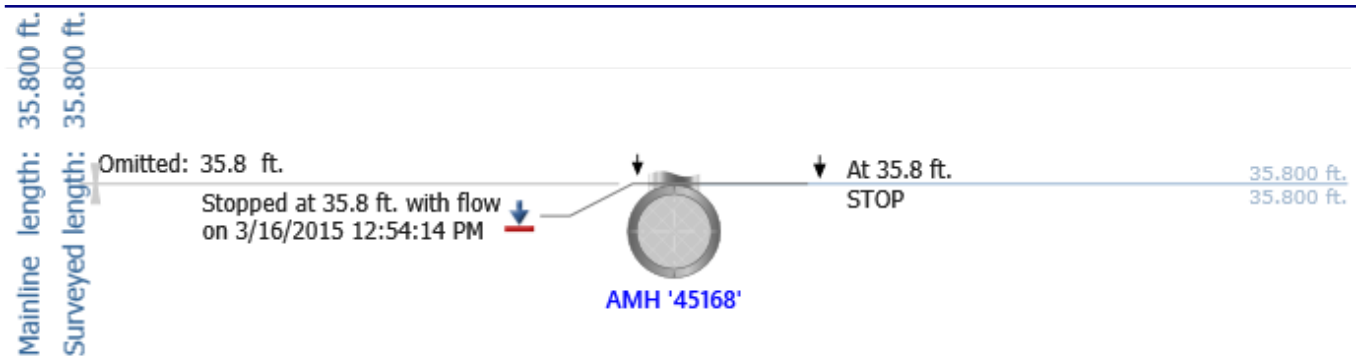 Mainline length: 35.800 ft.
Surveyed length: 35.800 ft.
Omitted: 35.8 ft.
Stopped at 35.8 ft. with flow
on 3/16/2015 12:54:14 PM
At 35.8 ft.
STOP
35.800 ft.
35.800 ft.
AMH '45168'